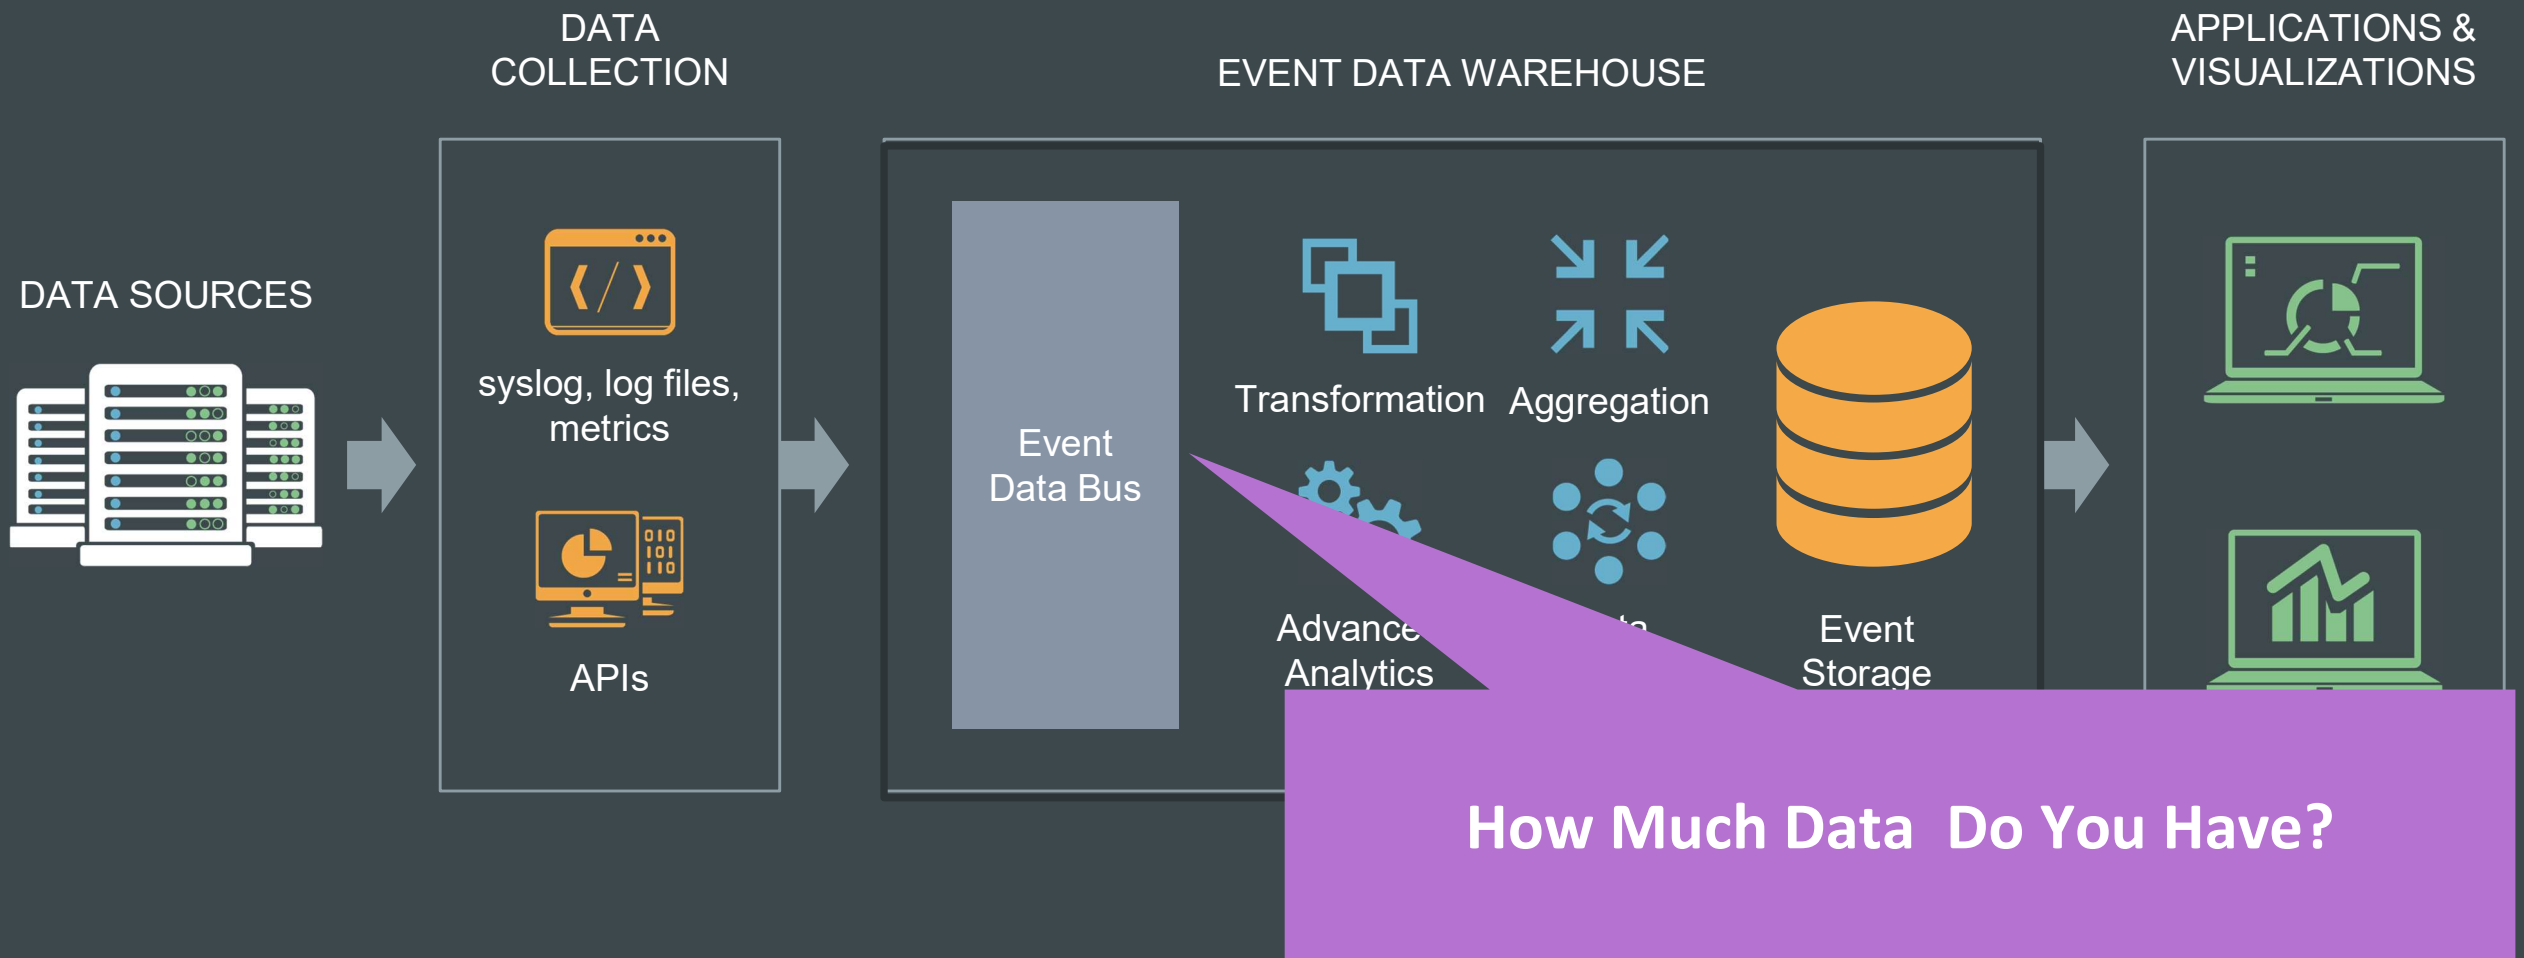 DATA
COLLECTION
EVENT DATA WAREHOUSE
APPLICATIONS &
VISUALIZATIONS
DATA SOURCES
syslog, log files,
metrics
APIs
Event
Data Bus
Transformation
Aggregation
Analytics
Event
Storage
How Much Data  Do You Have?